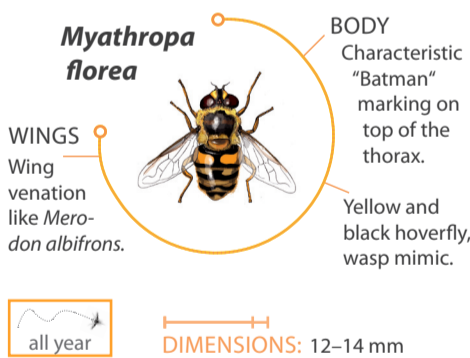 Myathropa
florea
BODY
Characteristic
“Batman“
marking on
top of the
thorax.
Yellow and
black hoverfly,
wasp mimic.
WINGS
Wing
venation
like Mero-
don albifrons.
all year
DIMENSIONS: 12–14 mm